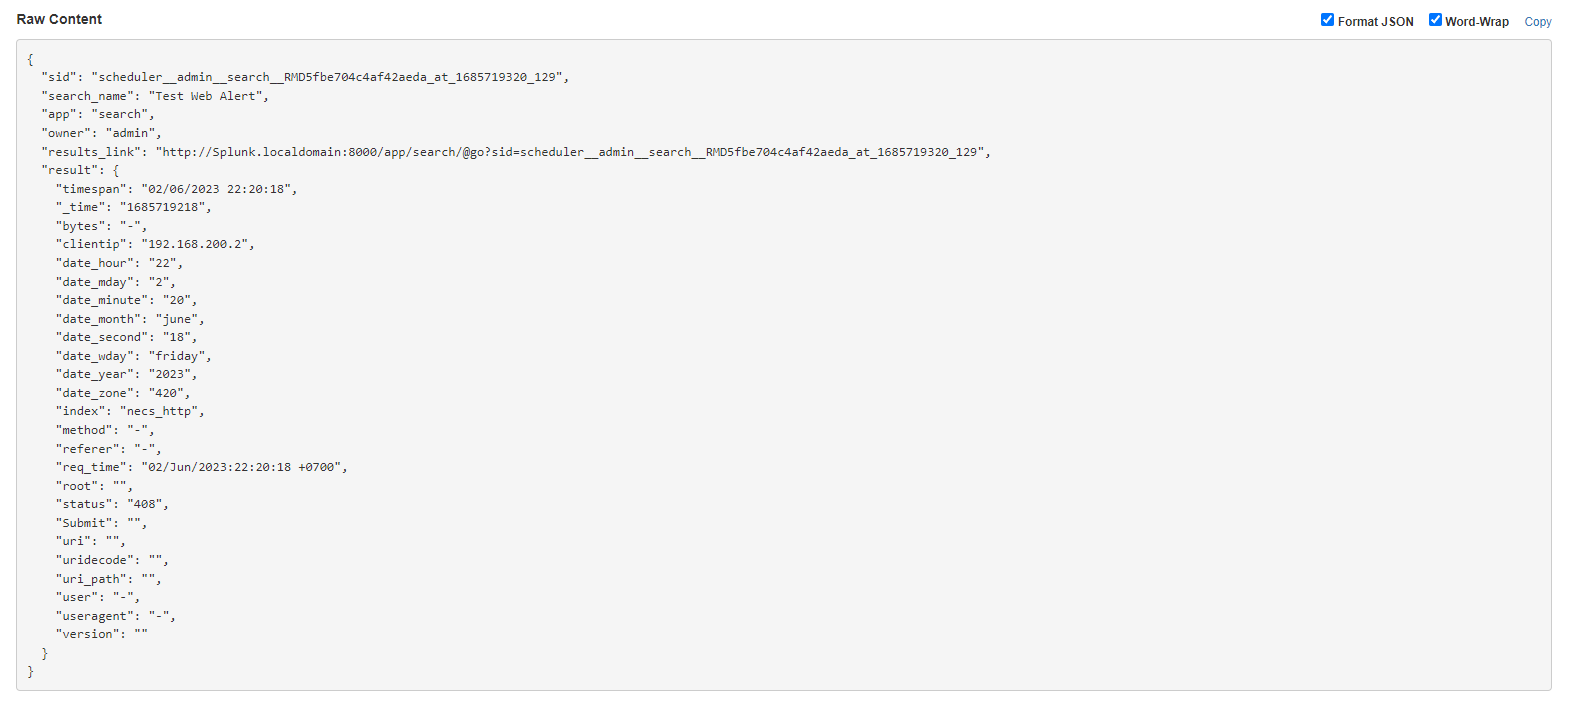 Raw Content
Format JSON Word-Wrap Copy
{
"sid": "scheduler__admin__search__RMD5fbe704c4af42aeda_at_1685719320_129",
"search_name": "Test Web Alert",
"app": "search",
"owner": "admin",
"results_link": "http://Splunk.localdomain:8000/app/search/@go?sid=scheduler__admin__search__RMD5fbe704c4af42aeda_at_1685719320_129",
"result": {
"timespan": "02/06/2023 22:20:18",
"_time": "1685719218",
"bytes": "-",
"clientip": "192.168.200.2",
"date_hour": "22",
"date_mday": "2",
"date_minute": "20",
"date_month": "june",
"date_second": "18",
"date_wday": "friday",
"date_year": "2023",
"date_zone": "420",
"index": "necs_http",
"method": "-",
"referer": "-",
"req_time": "02/Jun/2023:22:20:18 +0700",
"root": "",
"status": "408",
"Submit": "",
"uri": "",
"uridecode": "",
"uri_path": "",
"user": "-",
"useragent": "-",
"version": ""
}
}